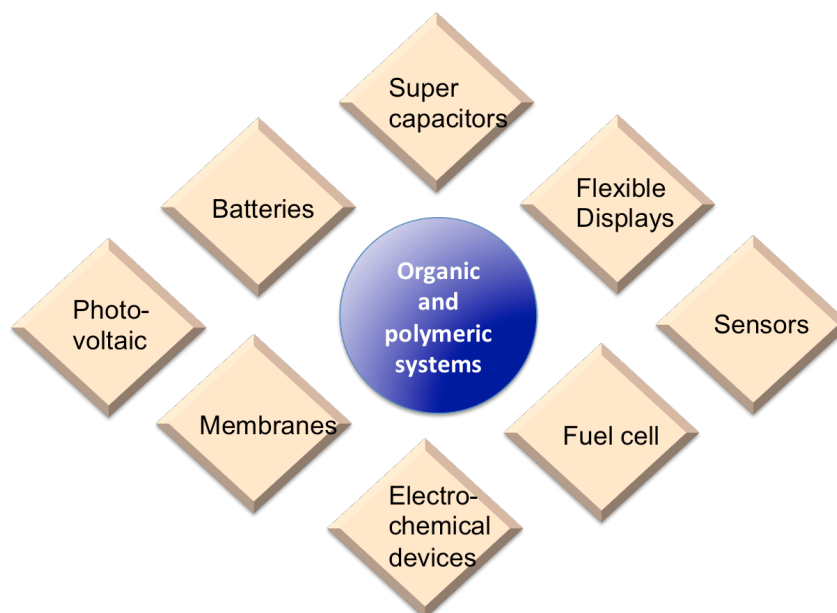 Super
capacitors
Flexible
Displays
Batteries
Organic
and
polymeric
systems
Photo-
voltaic
Sensors
Membranes
Fuel cell
Electro-
chemical
devices